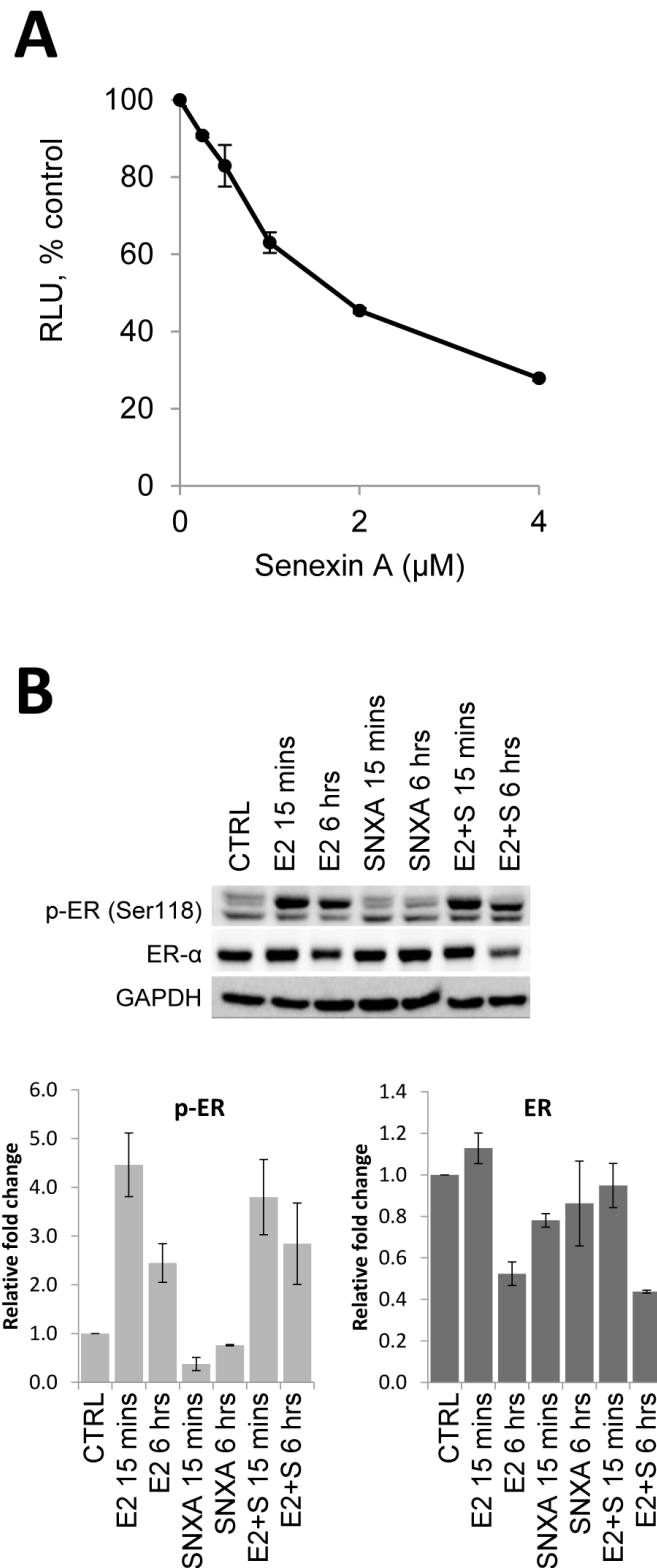 A
100
80
60
40
20
0
RLU, % control
0 2 4
Senexin A (µM)
B
CTRL
E2 15 mins
E2 6 hrs
SNXA 15 mins
SNXA 6 hrs
E2+S 15 mins
E2+S 6 hrs
p-ER (Ser118)
ER-α
GAPDH
p-ER
Relative fold change
6.0
5.0
4.0
3.0
2.0
1.0
0.0
CTRL
E2 15 mins
E2 6 hrs
SNXA 15 mins
SNXA 6 hrs
E2+S 15 mins
E2+S 6 hrs
ER
Relative fold change
1.4
1.2
1.0
0.8
0.6
0.4
0.2
0.0
CTRL
E2 15 mins
E2 6 hrs
SNXA 15 mins
SNXA 6 hrs
E2+S 15 mins
E2+S 6 hrs